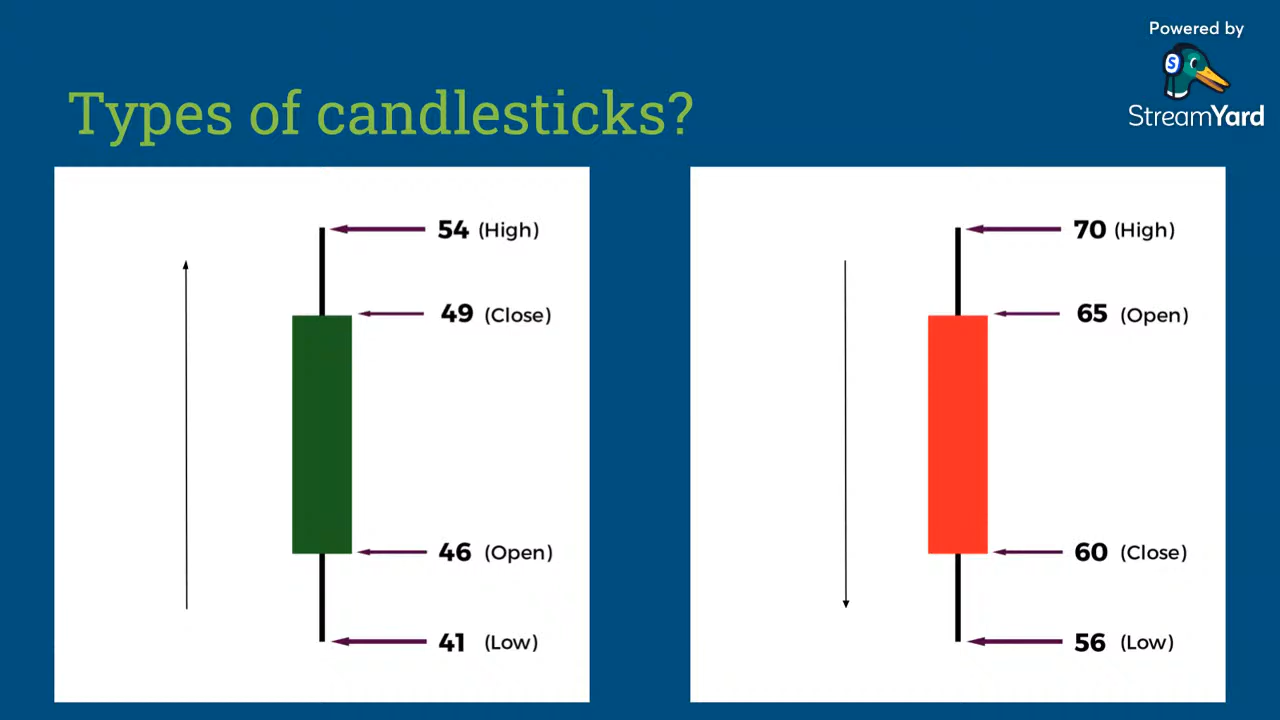 Powered by
S
StreamYard
Types of candlesticks?
54 (High)
49 (Close)
46 (Open)
41 (Low)
70 (High)
65 (Open)
60 (Close)
56 (Low)